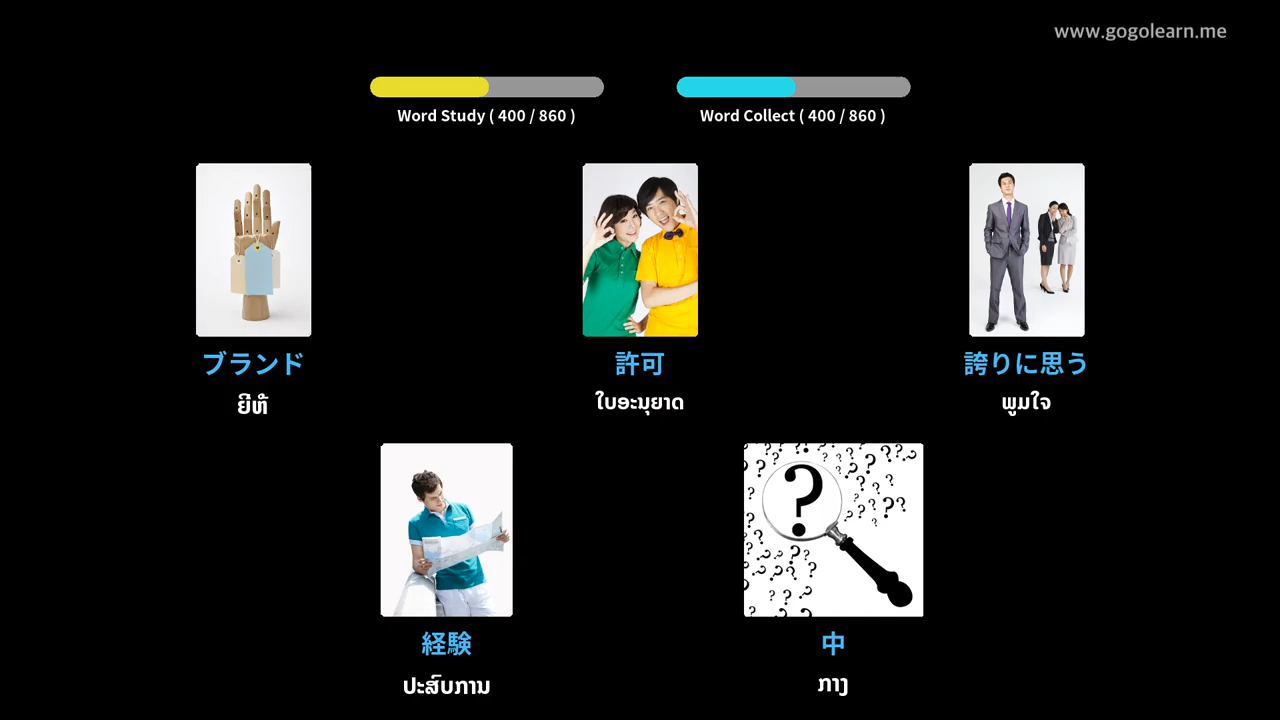 www.gogolearn.me
Word Study ( 400 / 860 )
Word Collect ( 400 / 860 )
ブランド
許可
誇りに思う
ຍີ່ຫໍ້
ໃບອະນຸຍາດ
ພູມໃຈ
経験
中
ປະສົບການ
ກາງ